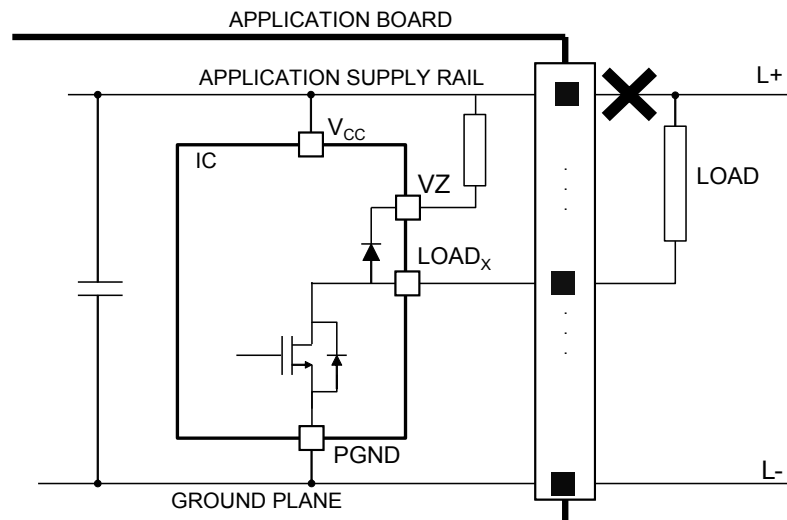 APPLICATION BOARD
APPLICATION SUPPLY RAIL
L+
VCC
IC
VZ
LOAD
LOADX
PGND
L-
GROUND PLANE